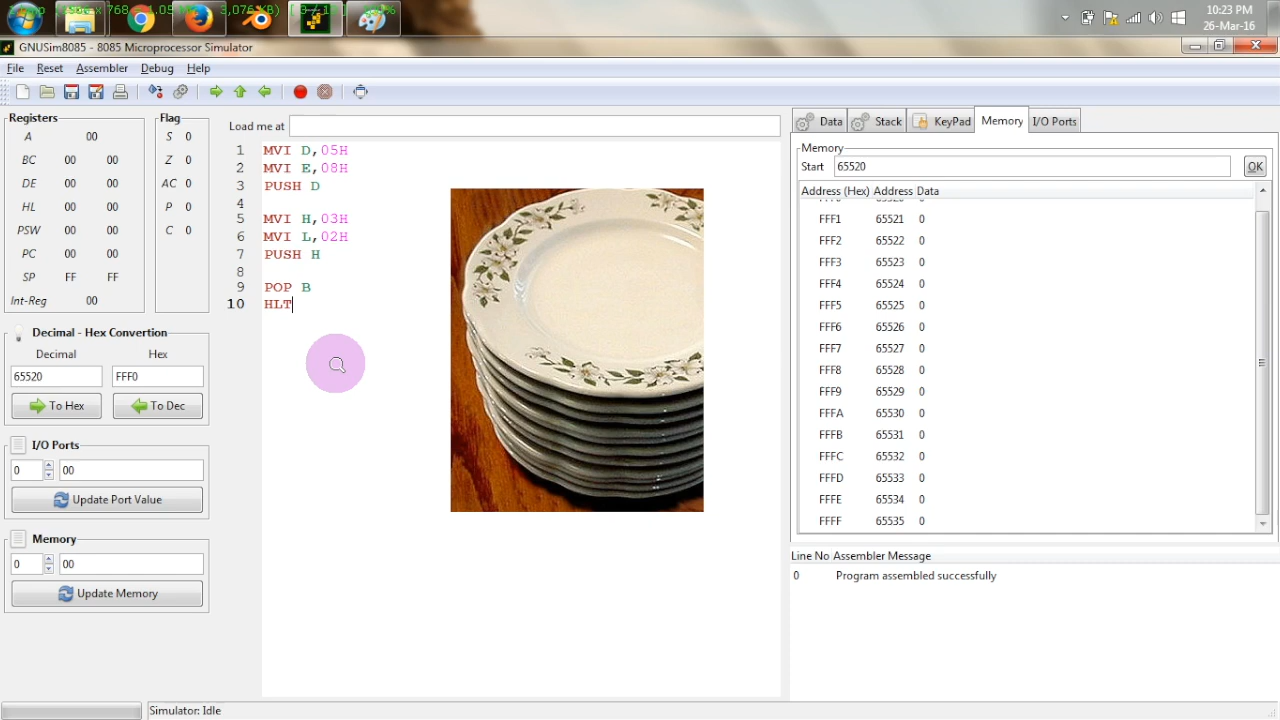 10:23 PM
26-Mar-16
GNUSim8085 - 8085 Microprocessor Simulator
File Reset Assembler Debug Help
Registers
A 00
BC 00 00
DE 00 00
HL 00 00
PSW 00 00
PC 00 00
SP FF FF
Int-Reg 00
Flag
S 0
Z 0
AC 0
P 0
C 0
Decimal - Hex Convertion
Decimal Hex
65520 FFF0
To Hex To Dec
I/O Ports
0 00
Update Port Value
Memory
0 00
Update Memory
Load me at
1 MVI D,05H
2 MVI E,08H
3 PUSH D
4
5 MVI H,03H
6 MVI L,02H
7 PUSH H
8
9 POP B
10 HLT
Data Stack KeyPad Memory I/O Ports
Memory
Start 65520 OK
Address (Hex) Address Data
FFF1 65521 0
FFF2 65522 0
FFF3 65523 0
FFF4 65524 0
FFF5 65525 0
FFF6 65526 0
FFF7 65527 0
FFF8 65528 0
FFF9 65529 0
FFFA 65530 0
FFFB 65531 0
FFFC 65532 0
FFFD 65533 0
FFFE 65534 0
FFFF 65535 0
Line No Assembler Message
0 Program assembled successfully
Simulator: Idle